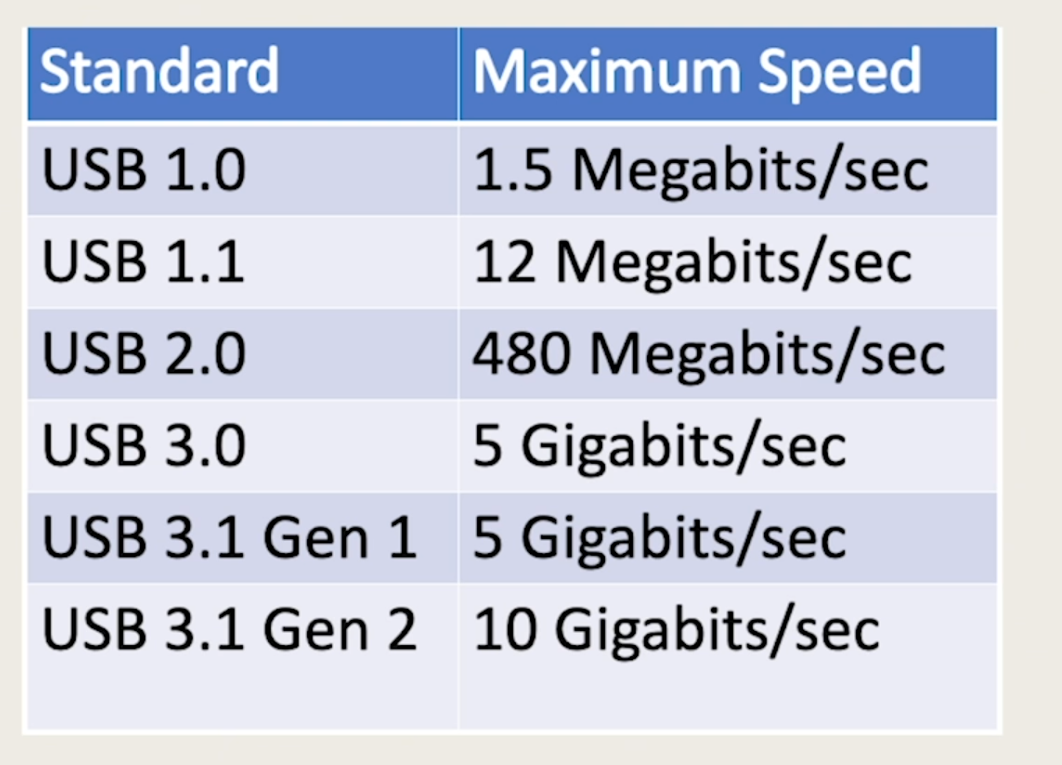 Standard Maximum Speed
USB 1.0 1.5 Megabits/sec
USB 1.1 12 Megabits/sec
USB 2.0 480 Megabits/sec
USB 3.0 5 Gigabits/sec
USB 3.1 Gen 1 5 Gigabits/sec
USB 3.1 Gen 2 10 Gigabits/sec